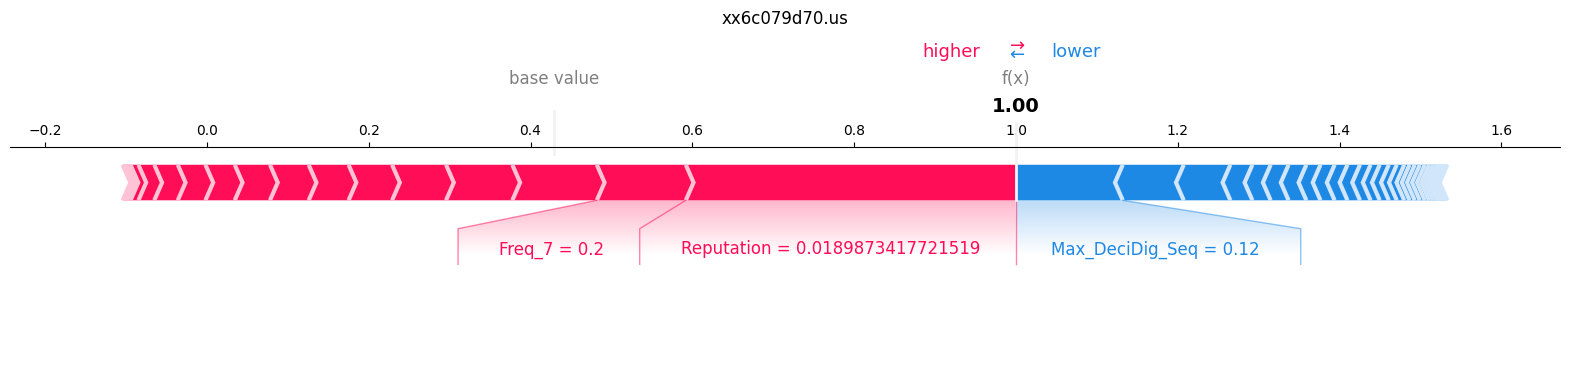 xx6c079d70.us
higher ⇄ lower
base value f(x)
1.00
−0.2 0.0 0.2 0.4 0.6 0.8 1.0 1.2 1.4 1.6
Freq_7 = 0.2 Reputation = 0.0189873417721519 Max_DeciDig_Seq = 0.12